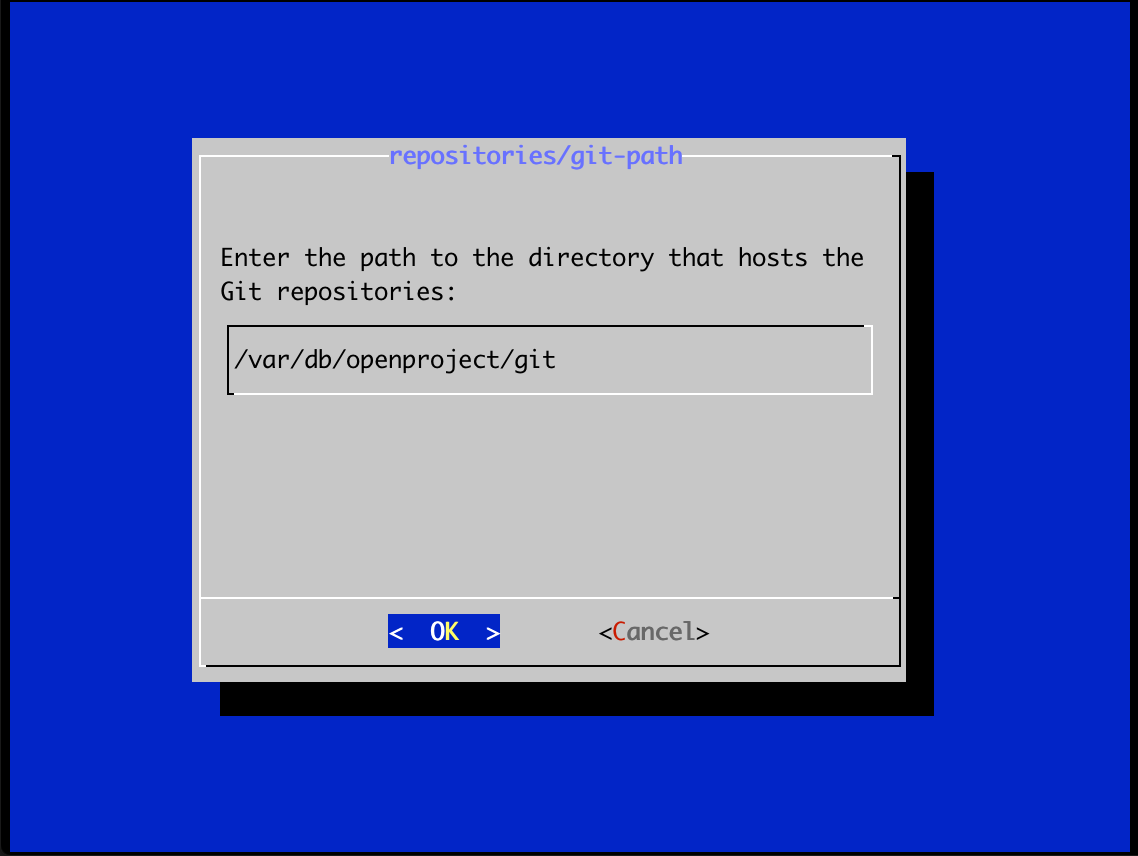 repositories/git-path
Enter the path to the directory that hosts the
Git repositories:
/var/db/openproject/git
<  OK  >
<Cancel>